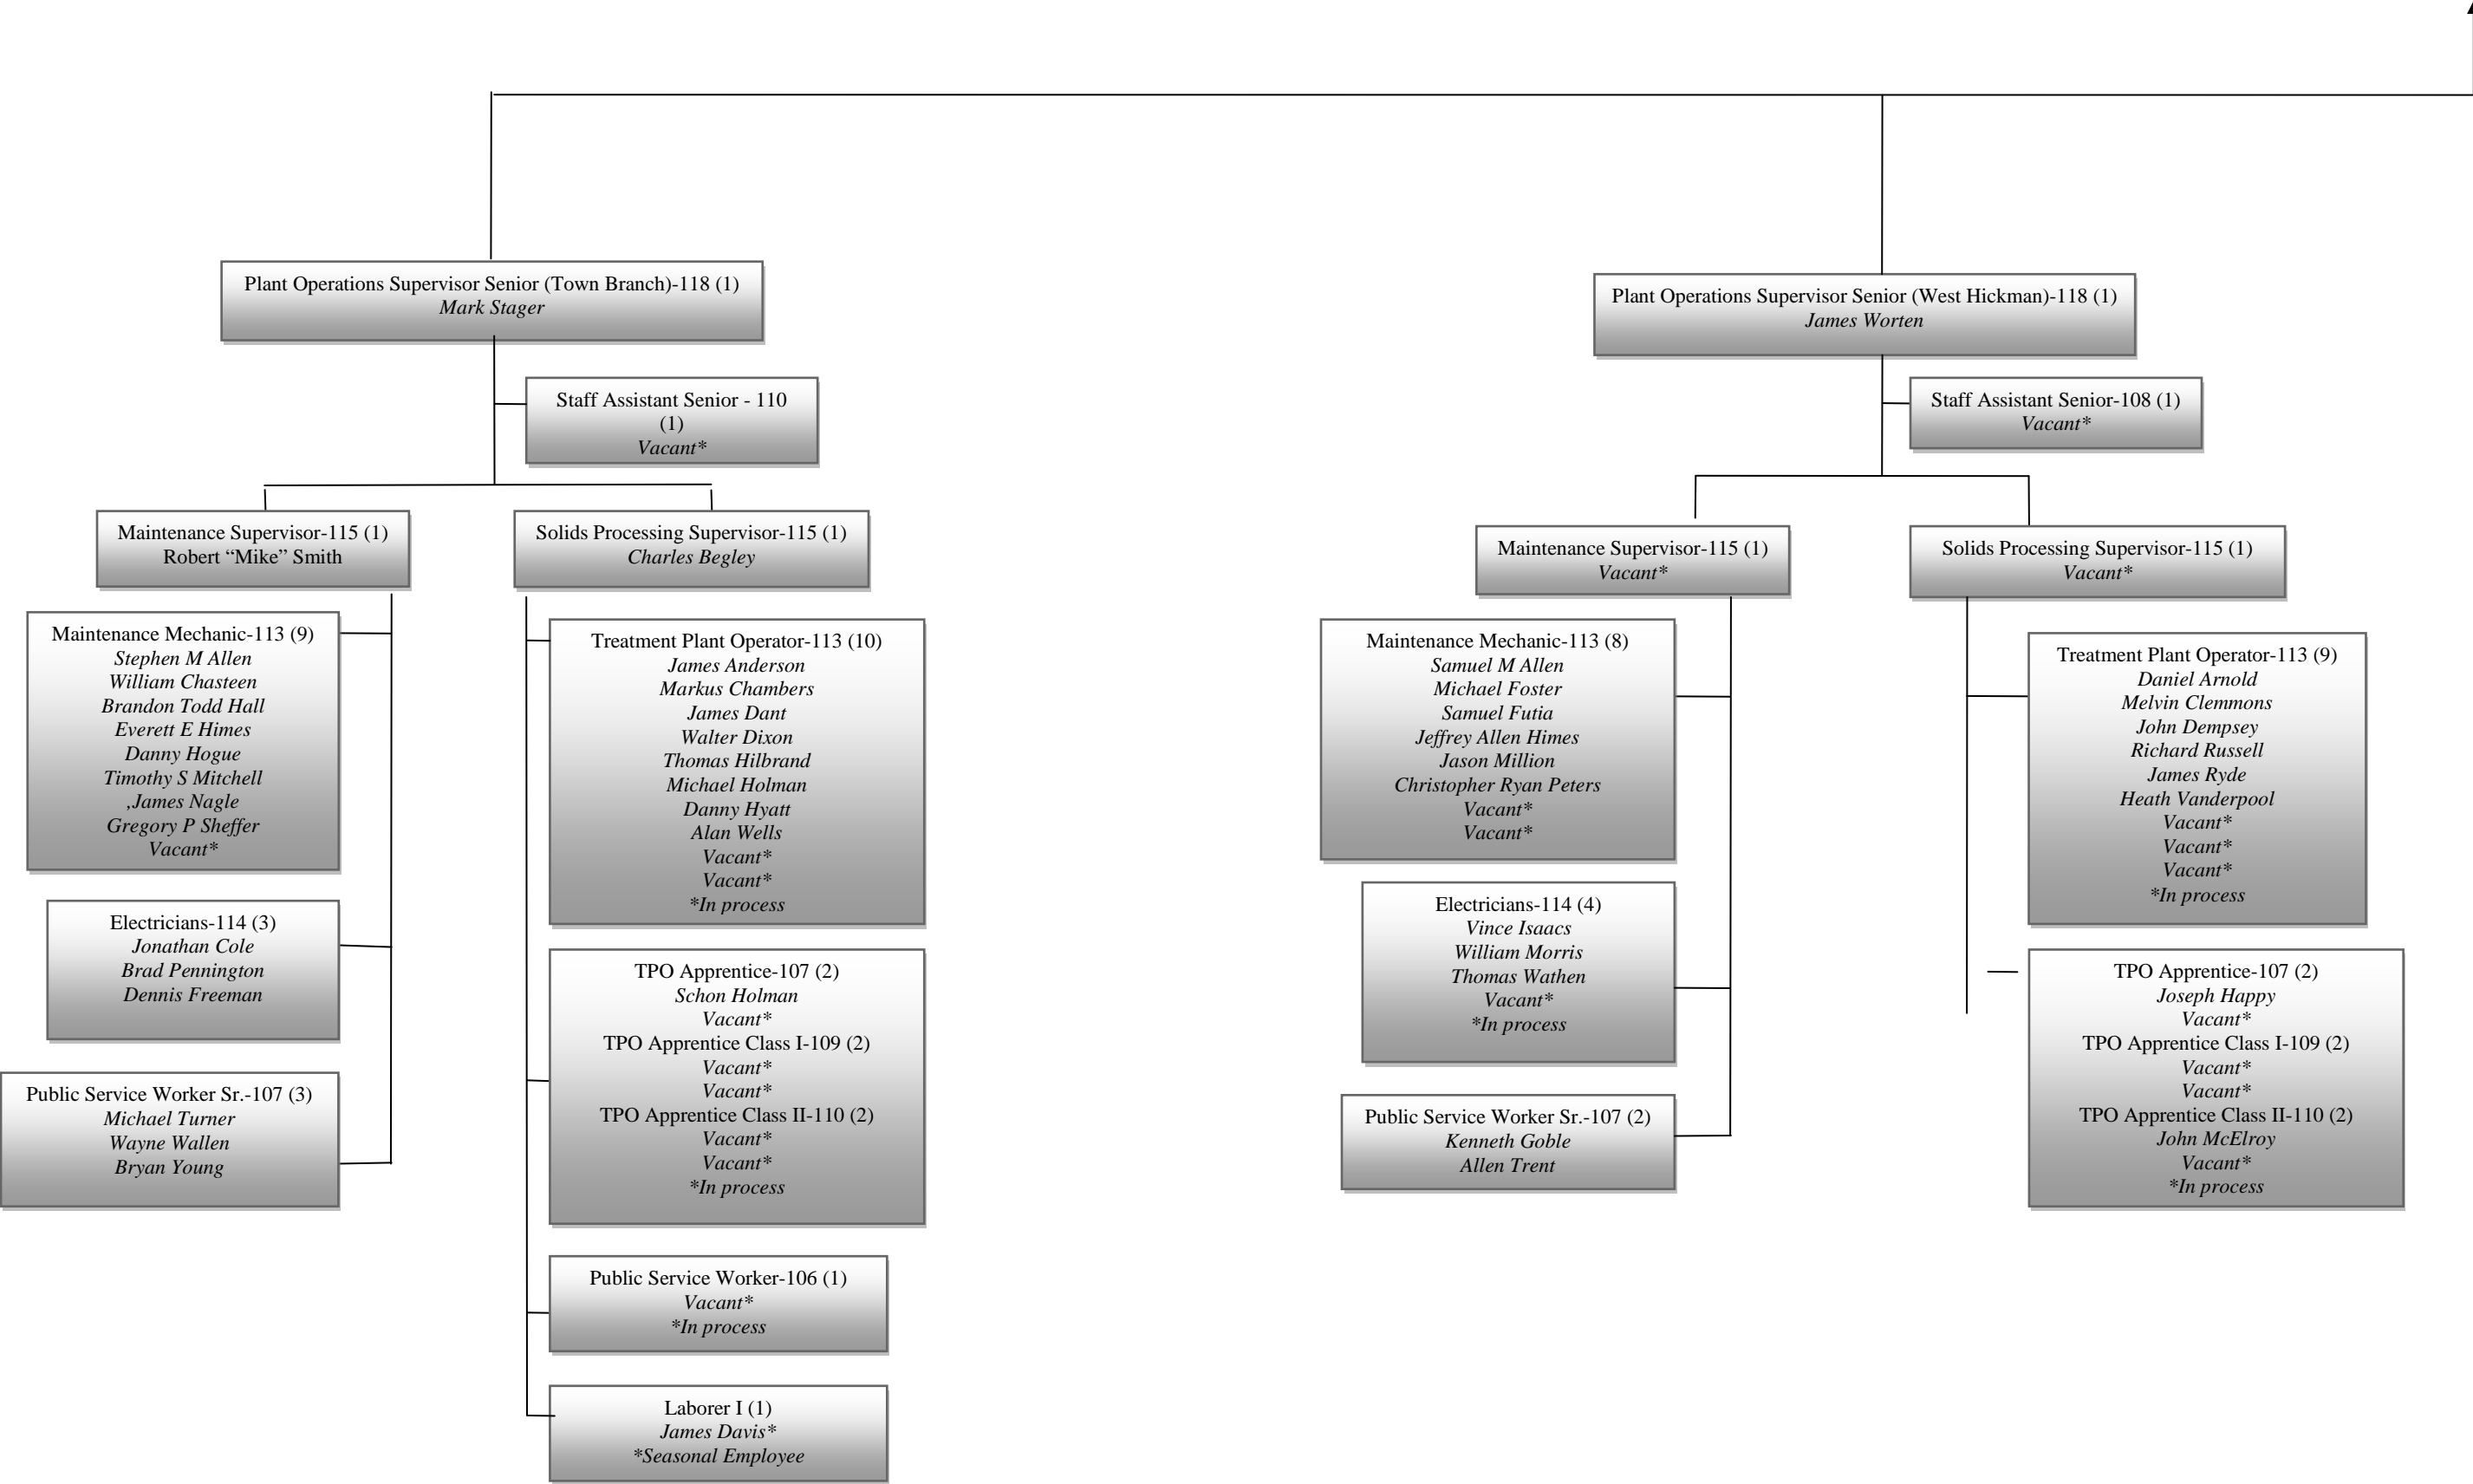 Plant Operations Supervisor Senior (Town Branch)-118 (1)
Mark Stager
Staff Assistant Senior - 110
(1)
Vacant*
Maintenance Supervisor-115 (1)
Robert “Mike” Smith
Maintenance Mechanic-113 (9)
Stephen M Allen
William Chasteen
Brandon Todd Hall
Everett E Himes
Danny Hogue
Timothy S Mitchell
,James Nagle
Gregory P Sheffer
Vacant*
Electricians-114 (3)
Jonathan Cole
Brad Pennington
Dennis Freeman
Public Service Worker Sr.-107 (3)
Michael Turner
Wayne Wallen
Bryan Young
Solids Processing Supervisor-115 (1)
Charles Begley
Treatment Plant Operator-113 (10)
James Anderson
Markus Chambers
James Dant
Walter Dixon
Thomas Hilbrand
Michael Holman
Danny Hyatt
Alan Wells
Vacant*
Vacant*
*In process
TPO Apprentice-107 (2)
Schon Holman
Vacant*
TPO Apprentice Class I-109 (2)
Vacant*
Vacant*
TPO Apprentice Class II-110 (2)
Vacant*
Vacant*
*In process
Public Service Worker-106 (1)
Vacant*
*In process
Laborer I (1)
James Davis*
*Seasonal Employee
Plant Operations Supervisor Senior (West Hickman)-118 (1)
James Worten
Staff Assistant Senior-108 (1)
Vacant*
Maintenance Supervisor-115 (1)
Vacant*
Maintenance Mechanic-113 (8)
Samuel M Allen
Michael Foster
Samuel Futia
Jeffrey Allen Himes
Jason Million
Christopher Ryan Peters
Vacant*
Vacant*
Electricians-114 (4)
Vince Isaacs
William Morris
Thomas Wathen
Vacant*
*In process
Public Service Worker Sr.-107 (2)
Kenneth Goble
Allen Trent
Solids Processing Supervisor-115 (1)
Vacant*
Treatment Plant Operator-113 (9)
Daniel Arnold
Melvin Clemmons
John Dempsey
Richard Russell
James Ryde
Heath Vanderpool
Vacant*
Vacant*
Vacant*
*In process
TPO Apprentice-107 (2)
Joseph Happy
Vacant*
TPO Apprentice Class I-109 (2)
Vacant*
Vacant*
TPO Apprentice Class II-110 (2)
John McElroy
Vacant*
*In process